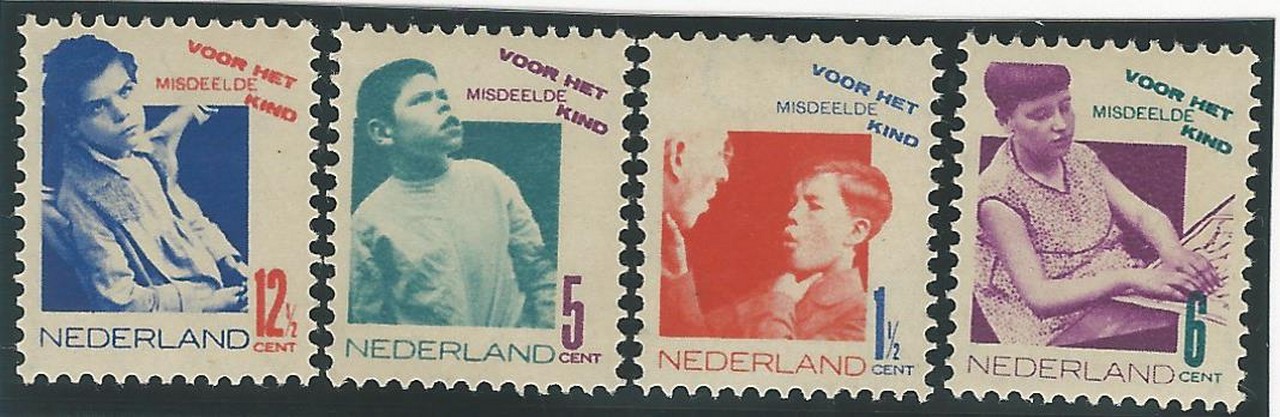 VOOR HET
MISDEELDE
KIND
12½
NEDERLAND CENT
VOOR HET
MISDEELDE
KIND
5
NEDERLAND CENT
VOOR HET
MISDEELDE
KIND
1½
NEDERLAND CENT
VOOR HET
MISDEELDE
KIND
6
NEDERLAND CENT